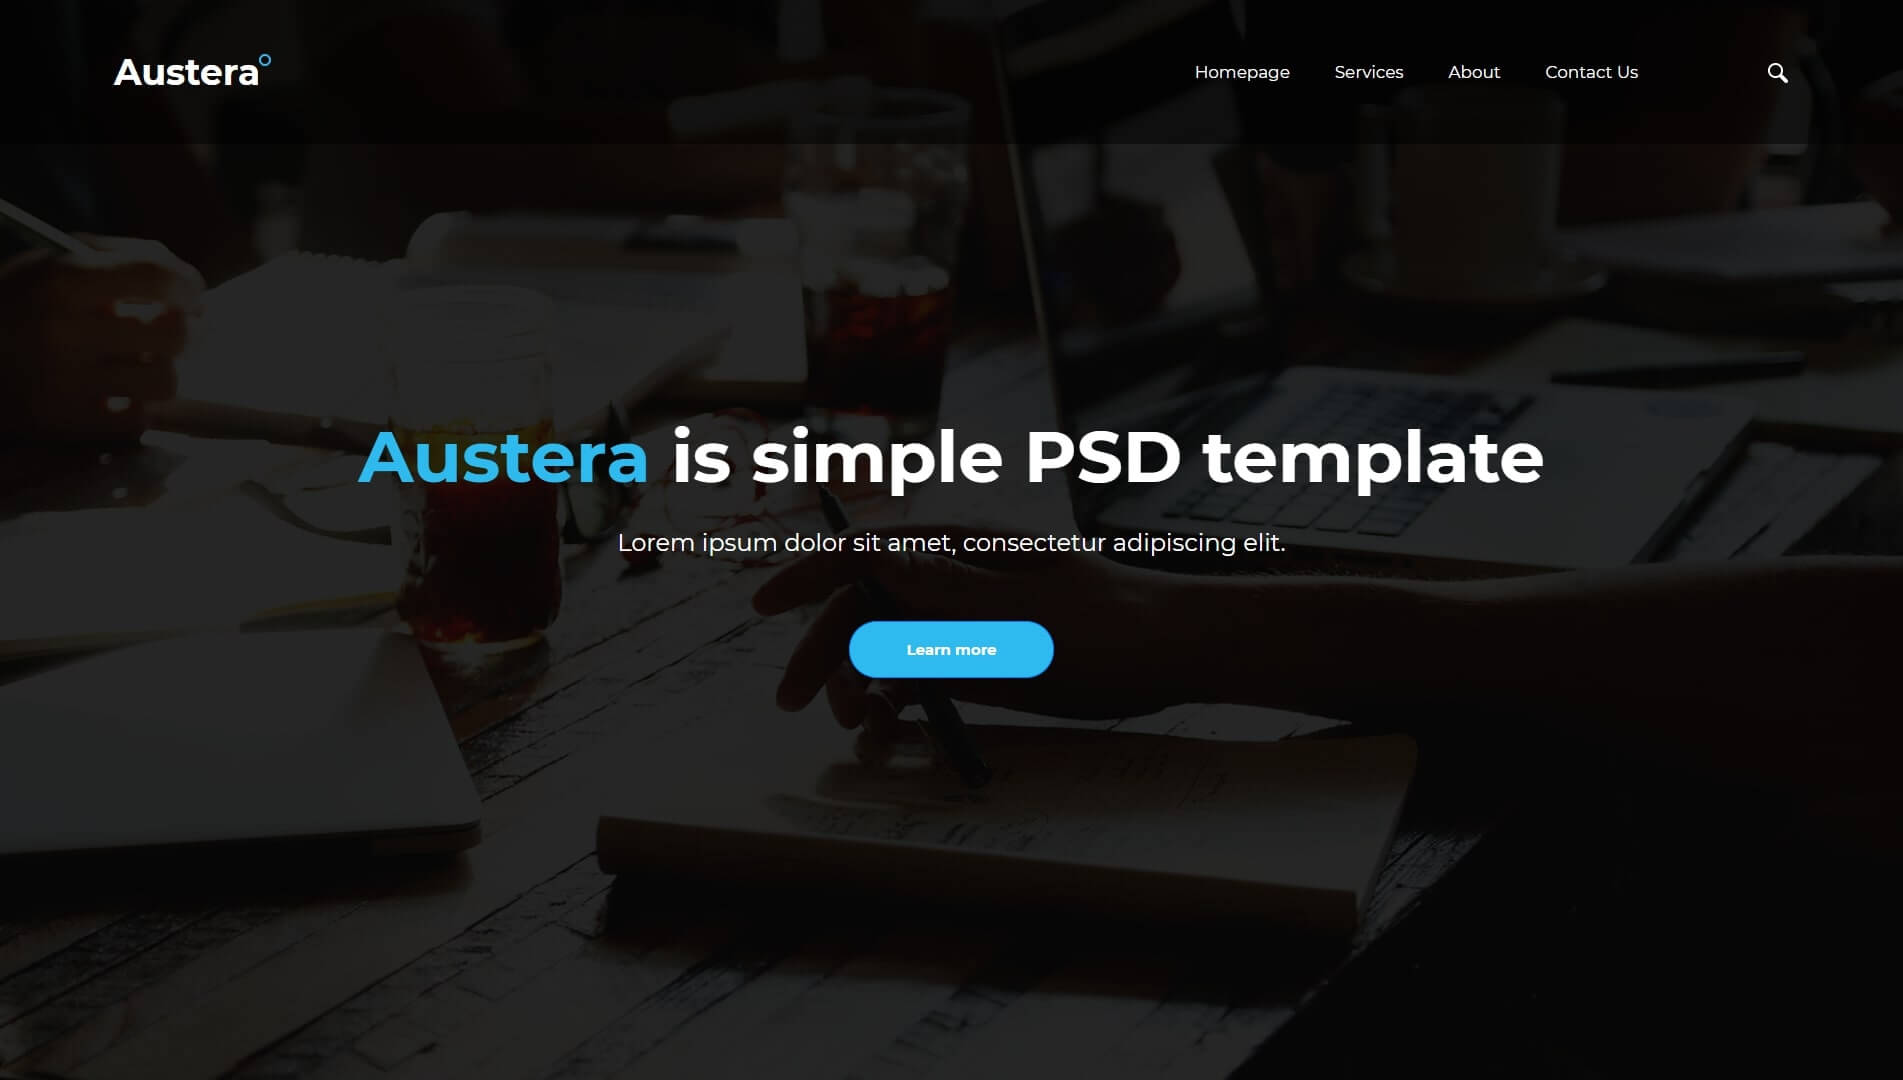 Austera
Homepage Services About Contact Us
Austera is simple PSD template
Lorem ipsum dolor sit amet, consectetur adipiscing elit.
Learn more